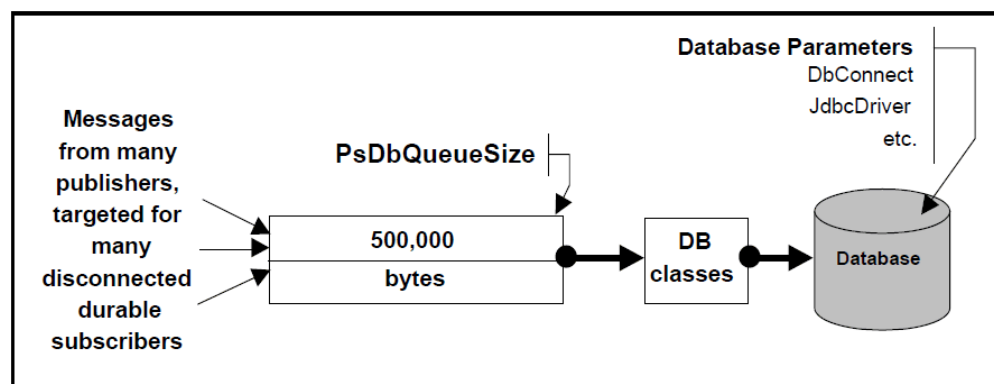 Database Parameters
DbConnect
JdbcDriver
etc.
Messages
from many
publishers,
targeted for
many
disconnected
durable
subscribers
PsDbQueueSize
500,000
bytes
DB
classes
Database